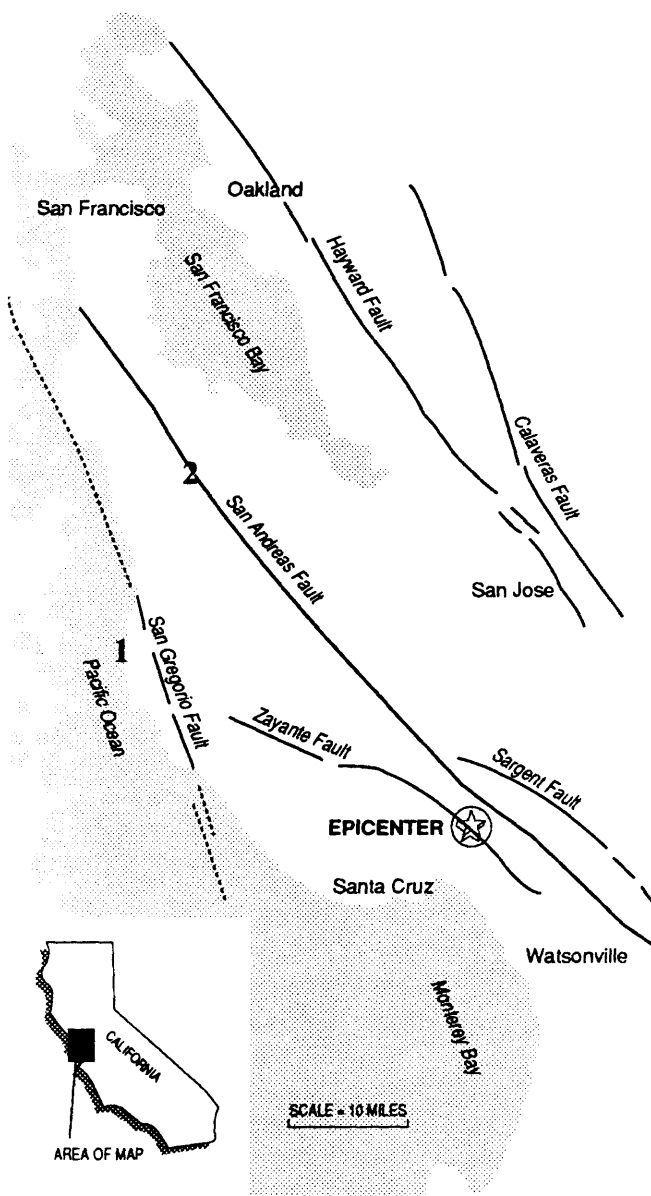 Oakland
San Francisco
Hayward Fault
San Francisco Bay
Calaveras Fault
2
San Andreas Fault
San Jose
1
San Gregorio Fault
Pacific Ocean
Zayante Fault
Sargent Fault
EPICENTER
Santa Cruz
Watsonville
Monterey Bay
CALIFORNIA
SCALE = 10 MILES
AREA OF MAP